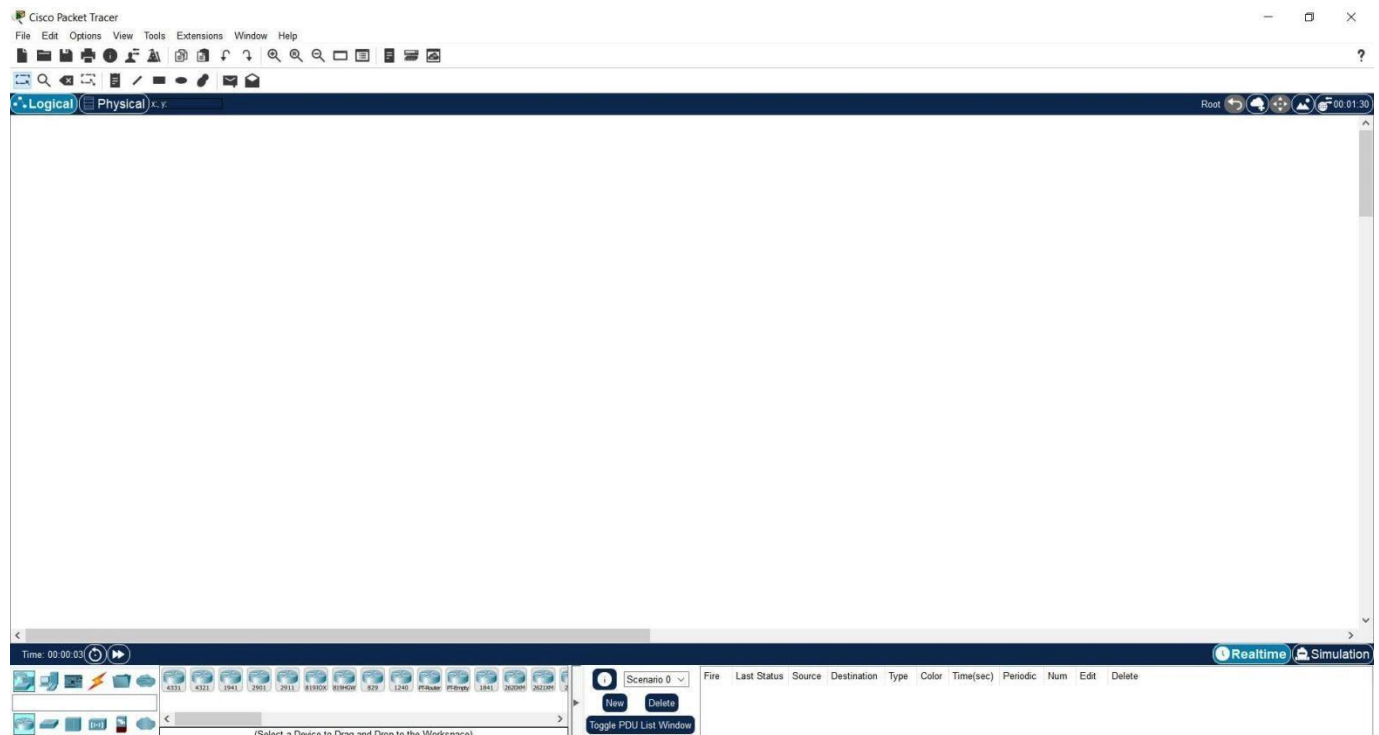 Cisco Packet Tracer
File Edit Options View Tools Extensions Window Help
?
Logical Physical x: y: Root 00:01:30
Time: 00:00:03 Realtime Simulation
4331 4321 1941 2901 2911 819IOX 819HGW 829 1240 PT-Router PT-Empty 1841 2620XM 2621XM 2
Scenario 0
Fire Last Status Source Destination Type Color Time(sec) Periodic Num Edit Delete
New Delete
Toggle PDU List Window
(Select a Device to Drag and Drop to the Workspace)